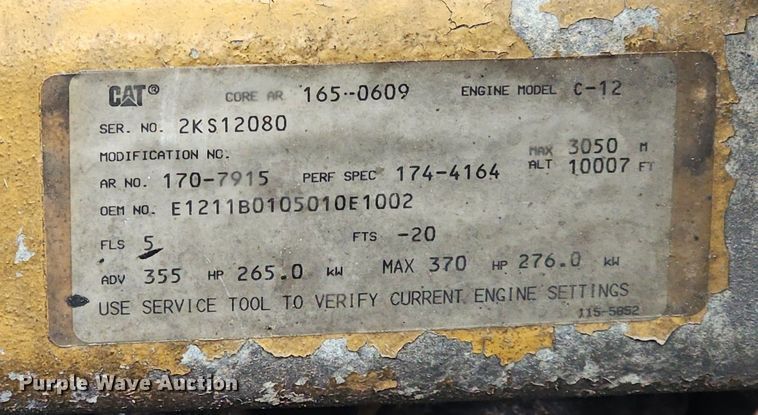 CAT® CORE AR 165-0609 ENGINE MODEL C-12
SER. NO. 2KS12080
MODIFICATION NO. MAX 3050 M
AR NO. 170-7915 PERF SPEC 174-4164 ALT 10007 FT
OEM NO. E1211B0105010E1002
FLS 5 FTS -20
ADV 355 HP 265.0 kW MAX 370 HP 276.0 kW
USE SERVICE TOOL TO VERIFY CURRENT ENGINE SETTINGS
115-5852
Purple Wave Auction